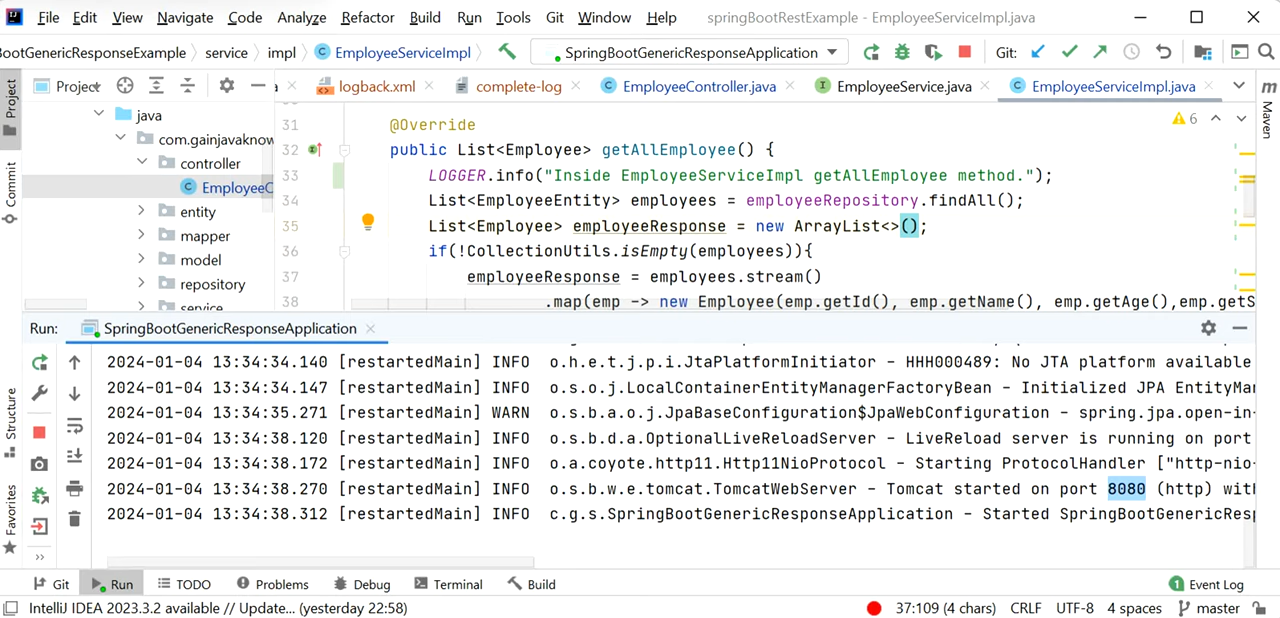 File Edit View Navigate Code Analyze Refactor Build Run Tools Git Window Help springBootRestExample - EmployeeServiceImpl.java
BootGenericResponseExample service impl EmployeeServiceImpl SpringBootGenericResponseApplication Git:
Project
logback.xml complete-log EmployeeController.java EmployeeService.java EmployeeServiceImpl.java
Project
Commit
Structure
Favorites
m
Maven
java
com.gainjavaknow
controller
EmployeeC
entity
mapper
model
repository
service
6
31 @Override
32 public List<Employee> getAllEmployee() {
33 LOGGER.info("Inside EmployeeServiceImpl getAllEmployee method.");
34 List<EmployeeEntity> employees = employeeRepository.findAll();
35 List<Employee> employeeResponse = new ArrayList<>();
36 if(!CollectionUtils.isEmpty(employees)){
37 employeeResponse = employees.stream()
38 .map(emp -> new Employee(emp.getId(), emp.getName(), emp.getAge(),emp.getS
Run: SpringBootGenericResponseApplication
2024-01-04 13:34:34.140 [restartedMain] INFO o.h.e.t.j.p.i.JtaPlatformInitiator - HHH000489: No JTA platform available
2024-01-04 13:34:34.147 [restartedMain] INFO o.s.o.j.LocalContainerEntityManagerFactoryBean - Initialized JPA EntityMa
2024-01-04 13:34:35.271 [restartedMain] WARN o.s.b.a.o.j.JpaBaseConfiguration$JpaWebConfiguration - spring.jpa.open-in-
2024-01-04 13:34:38.120 [restartedMain] INFO o.s.b.d.a.OptionalLiveReloadServer - LiveReload server is running on port
2024-01-04 13:34:38.172 [restartedMain] INFO o.a.coyote.http11.Http11NioProtocol - Starting ProtocolHandler ["http-nio-
2024-01-04 13:34:38.270 [restartedMain] INFO o.s.b.w.e.tomcat.TomcatWebServer - Tomcat started on port 8080 (http) wit
2024-01-04 13:34:38.312 [restartedMain] INFO c.g.s.SpringBootGenericResponseApplication - Started SpringBootGenericResp
Git Run TODO Problems Debug Terminal Build 1 Event Log
IntelliJ IDEA 2023.3.2 available // Update... (yesterday 22:58) 37:109 (4 chars) CRLF UTF-8 4 spaces master